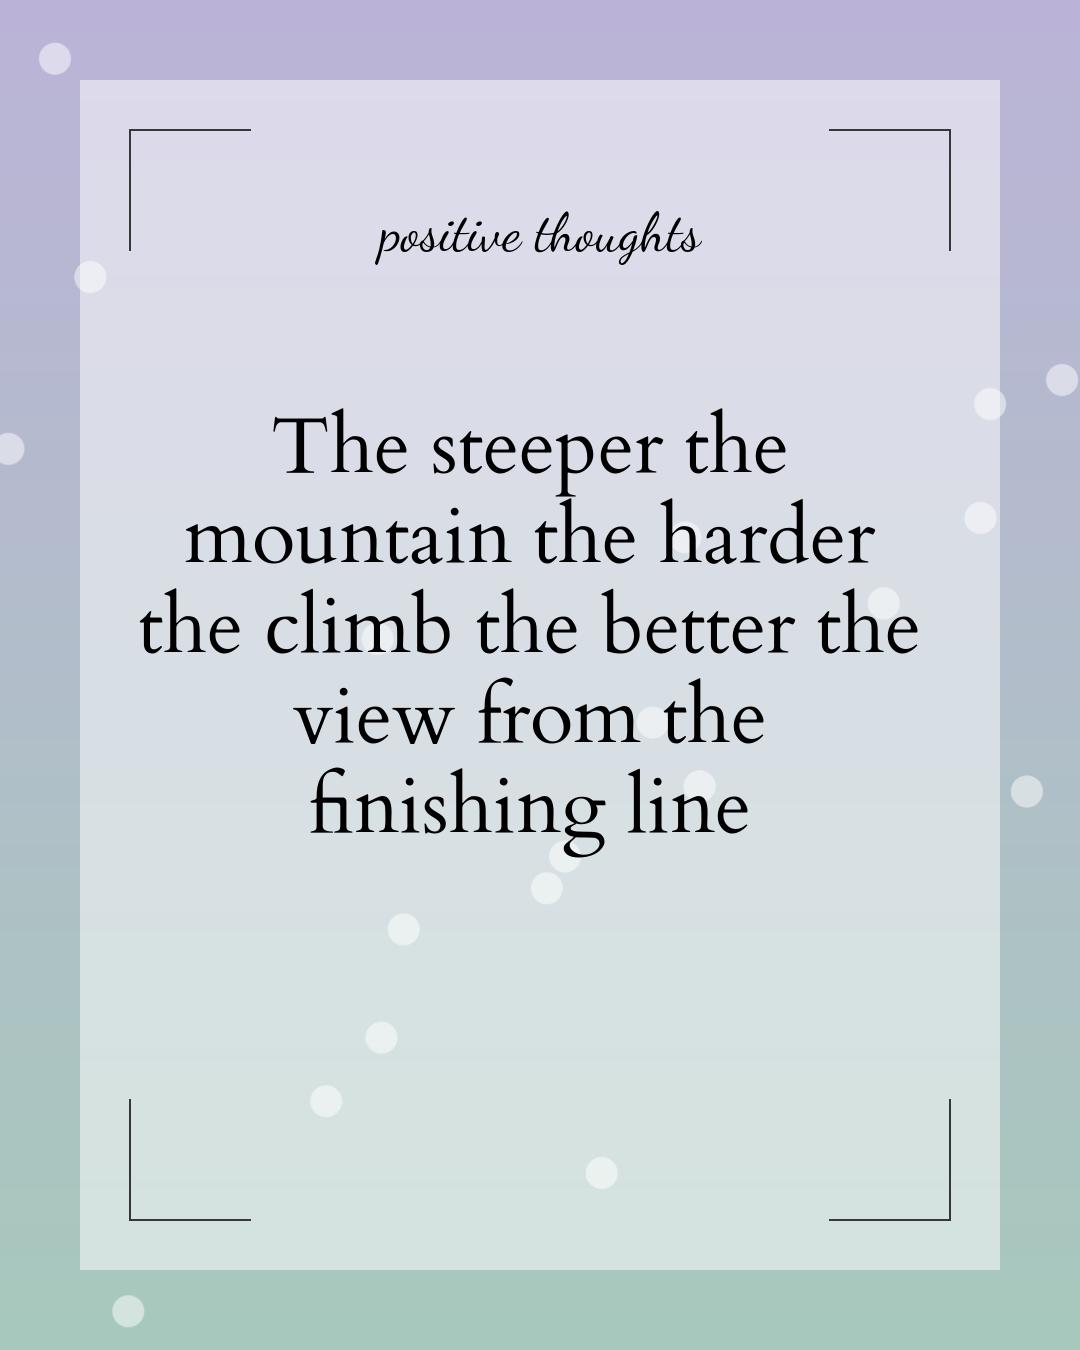 positive thoughts
The steeper the
mountain the harder
the climb the better the
view from the
finishing line